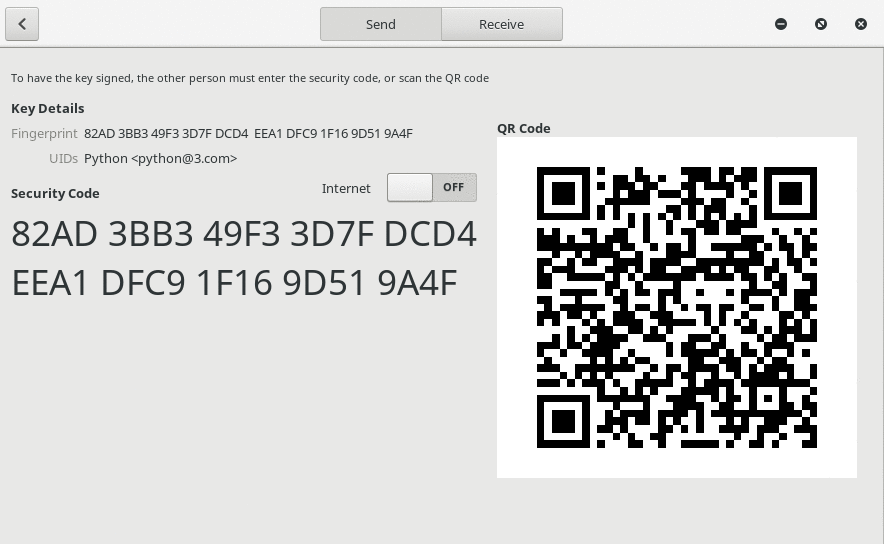 Send
Receive
To have the key signed, the other person must enter the security code, or scan the QR code
Key Details
Fingerprint 82AD 3BB3 49F3 3D7F DCD4  EEA1 DFC9 1F16 9D51 9A4F
UIDs Python <python@3.com>
Security Code
Internet OFF
82AD 3BB3 49F3 3D7F DCD4
EEA1 DFC9 1F16 9D51 9A4F
QR Code